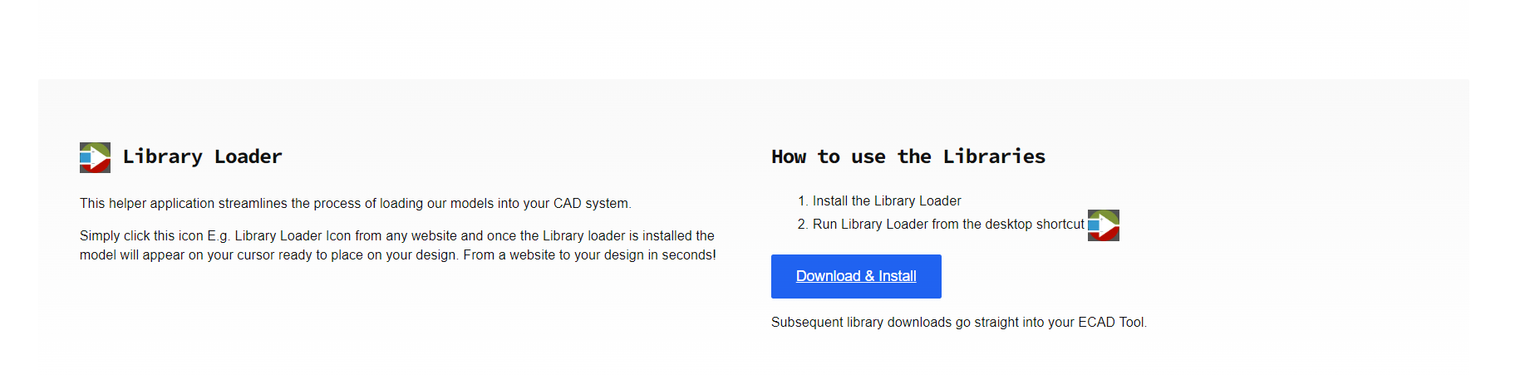 Library Loader
This helper application streamlines the process of loading our models into your CAD system.
Simply click this icon E.g. Library Loader Icon from any website and once the Library loader is installed the
model will appear on your cursor ready to place on your design. From a website to your design in seconds!
How to use the Libraries
1. Install the Library Loader
2. Run Library Loader from the desktop shortcut
Download & Install
Subsequent library downloads go straight into your ECAD Tool.